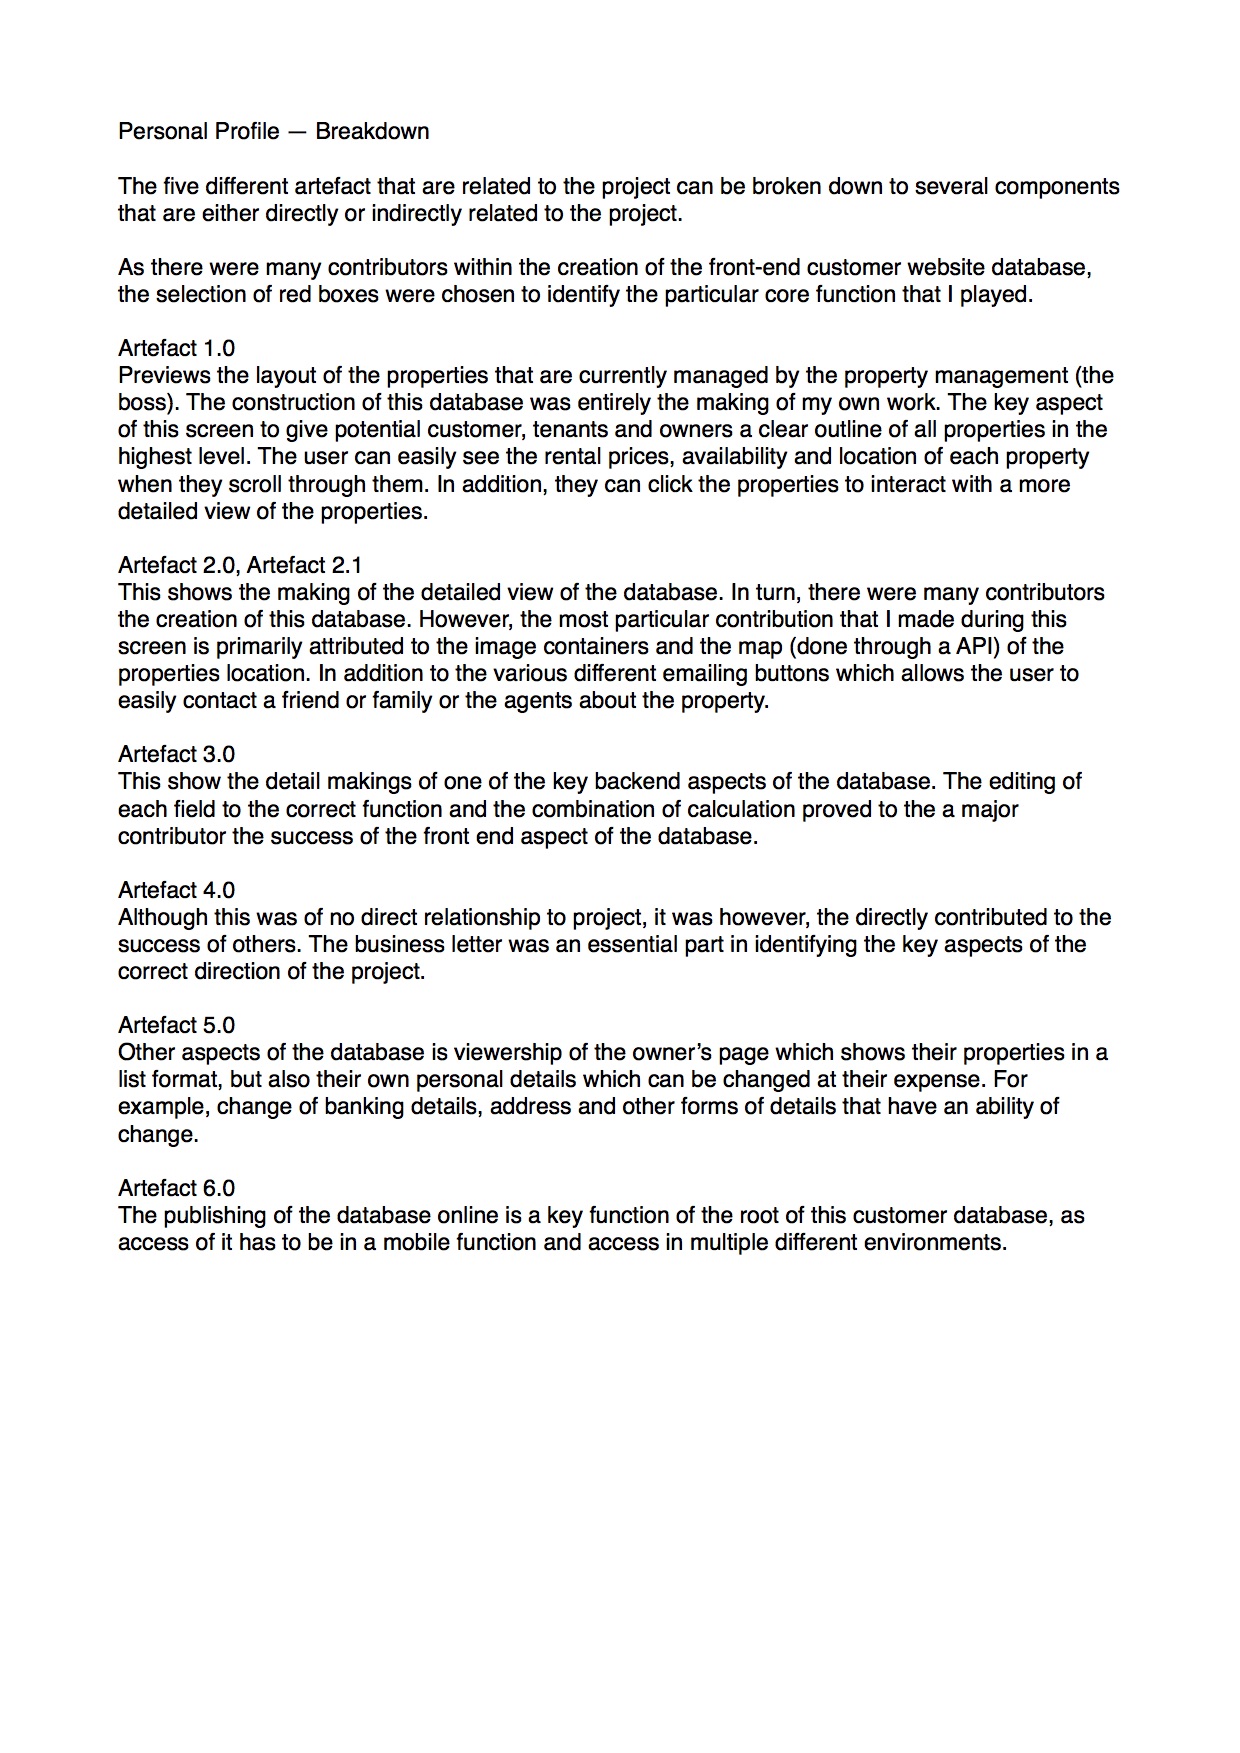 Personal Profile — Breakdown
The five different artefact that are related to the project can be broken down to several components
that are either directly or indirectly related to the project.
As there were many contributors within the creation of the front-end customer website database,
the selection of red boxes were chosen to identify the particular core function that I played.
Artefact 1.0
Previews the layout of the properties that are currently managed by the property management (the
boss). The construction of this database was entirely the making of my own work. The key aspect
of this screen to give potential customer, tenants and owners a clear outline of all properties in the
highest level. The user can easily see the rental prices, availability and location of each property
when they scroll through them. In addition, they can click the properties to interact with a more
detailed view of the properties.
Artefact 2.0, Artefact 2.1
This shows the making of the detailed view of the database. In turn, there were many contributors
the creation of this database. However, the most particular contribution that I made during this
screen is primarily attributed to the image containers and the map (done through a API) of the
properties location. In addition to the various different emailing buttons which allows the user to
easily contact a friend or family or the agents about the property.
Artefact 3.0
This show the detail makings of one of the key backend aspects of the database. The editing of
each field to the correct function and the combination of calculation proved to the a major
contributor the success of the front end aspect of the database.
Artefact 4.0
Although this was of no direct relationship to project, it was however, the directly contributed to the
success of others. The business letter was an essential part in identifying the key aspects of the
correct direction of the project.
Artefact 5.0
Other aspects of the database is viewership of the owner’s page which shows their properties in a
list format, but also their own personal details which can be changed at their expense. For
example, change of banking details, address and other forms of details that have an ability of
change.
Artefact 6.0
The publishing of the database online is a key function of the root of this customer database, as
access of it has to be in a mobile function and access in multiple different environments.